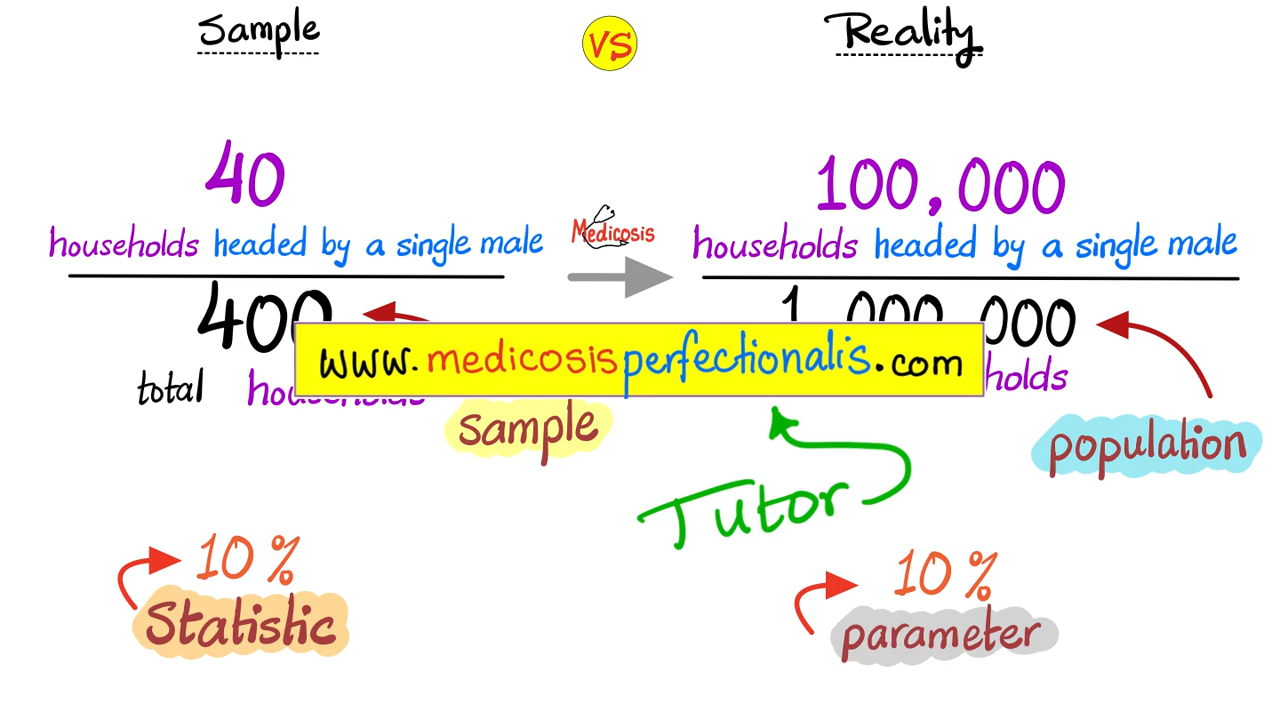 Sample
VS
Reality
40
households headed by a single male
400
total households
Medicosis
100,000
households headed by a single male
1,000,000
holds
www.medicosisperfectionalis.com
sample
population
Tutor
10%
Statistic
10%
parameter